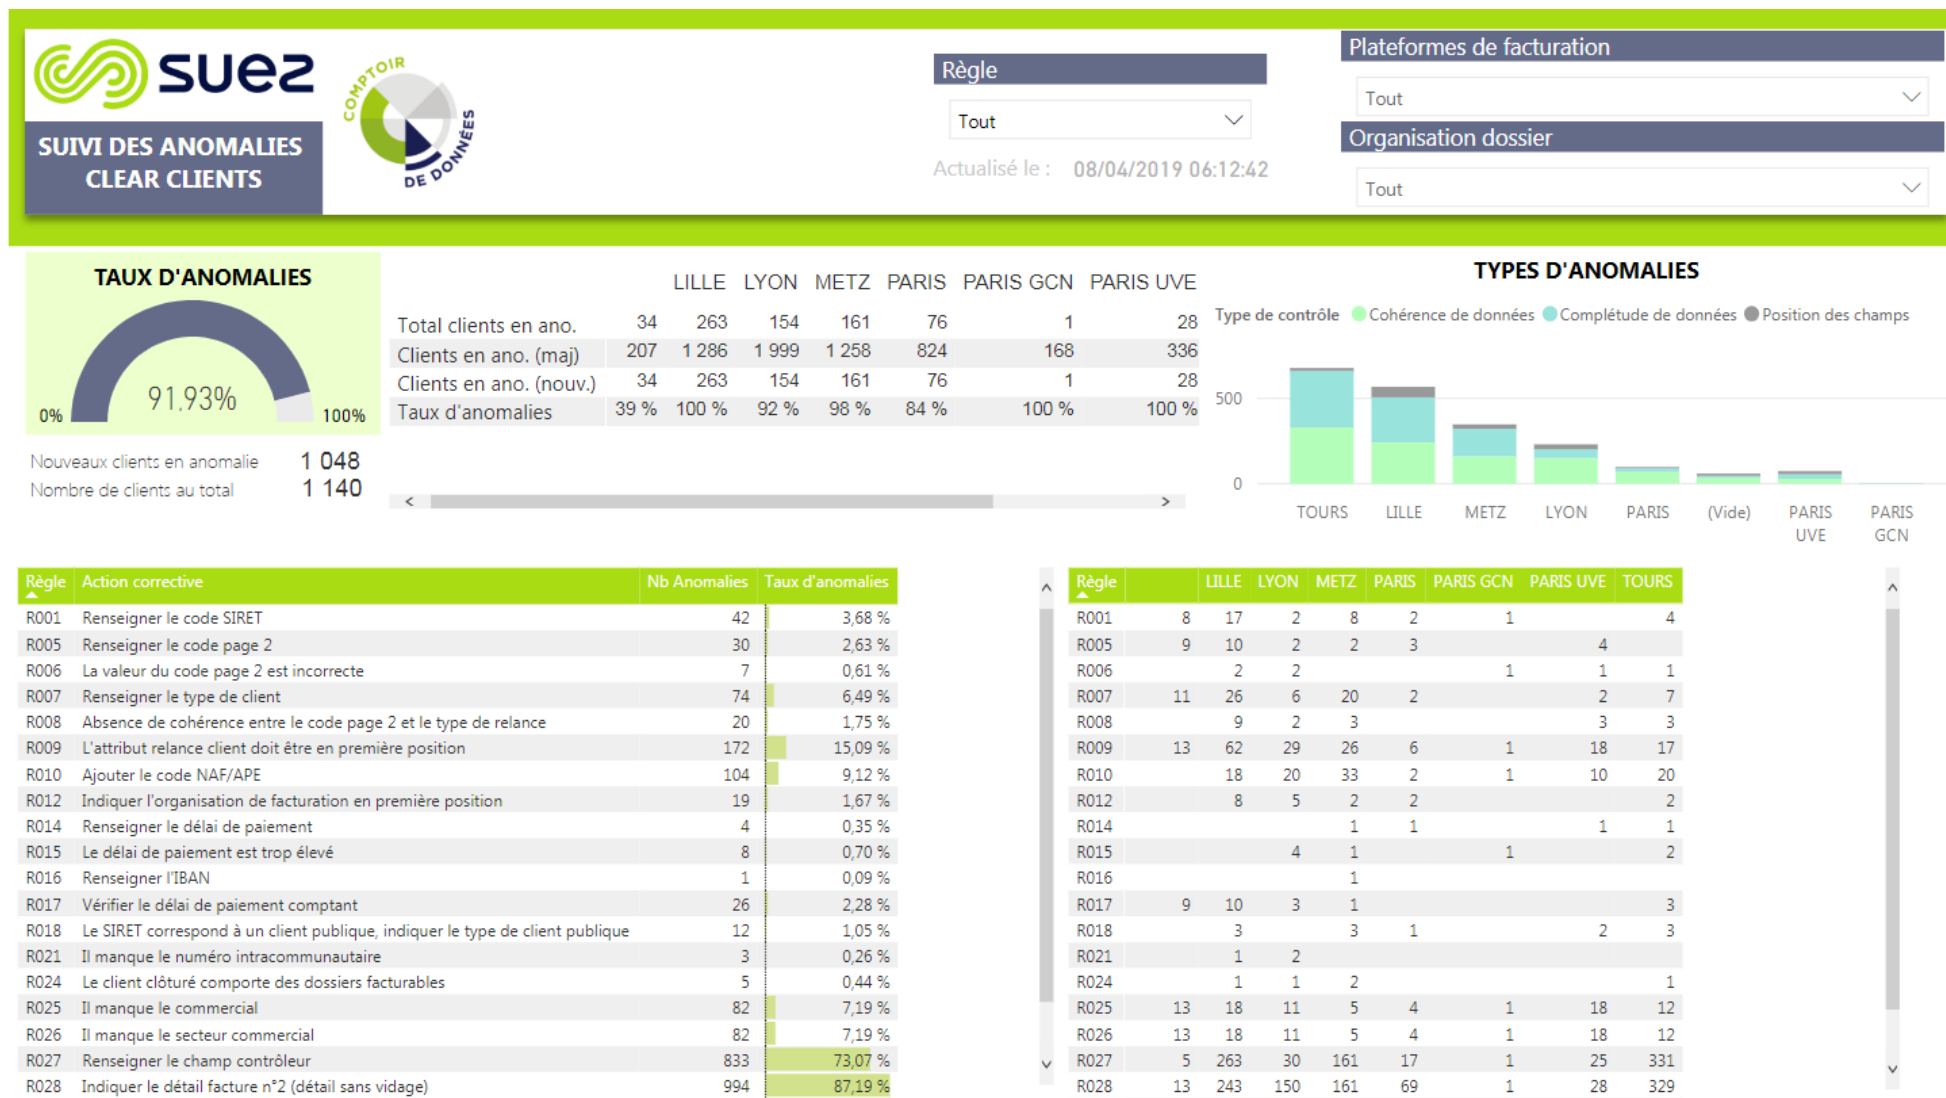 suez
COMPTOIR DE DONNÉES
SUIVI DES ANOMALIES
CLEAR CLIENTS
Règle
Tout
Actualisé le : 08/04/2019 06:12:42
Plateformes de facturation
Tout
Organisation dossier
Tout
TAUX D'ANOMALIES
91,93%
0% 100%
Nouveaux clients en anomalie 1 048
Nombre de clients au total 1 140
LILLE LYON METZ PARIS PARIS GCN PARIS UVE
Total clients en ano. 34 263 154 161 76 1 28
Clients en ano. (maj) 207 1 286 1 999 1 258 824 168 336
Clients en ano. (nouv.) 34 263 154 161 76 1 28
Taux d'anomalies 39 % 100 % 92 % 98 % 84 % 100 % 100 %
TYPES D'ANOMALIES
Type de contrôle Cohérence de données Complétude de données Position des champs
500
0
TOURS LILLE METZ LYON PARIS (Vide) PARIS UVE PARIS GCN
Règle Action corrective Nb Anomalies Taux d'anomalies
R001 Renseigner le code SIRET 42 3,68 %
R005 Renseigner le code page 2 30 2,63 %
R006 La valeur du code page 2 est incorrecte 7 0,61 %
R007 Renseigner le type de client 74 6,49 %
R008 Absence de cohérence entre le code page 2 et le type de relance 20 1,75 %
R009 L'attribut relance client doit être en première position 172 15,09 %
R010 Ajouter le code NAF/APE 104 9,12 %
R012 Indiquer l'organisation de facturation en première position 19 1,67 %
R014 Renseigner le délai de paiement 4 0,35 %
R015 Le délai de paiement est trop élevé 8 0,70 %
R016 Renseigner l'IBAN 1 0,09 %
R017 Vérifier le délai de paiement comptant 26 2,28 %
R018 Le SIRET correspond à un client publique, indiquer le type de client publique 12 1,05 %
R021 Il manque le numéro intracommunautaire 3 0,26 %
R024 Le client clôturé comporte des dossiers facturables 5 0,44 %
R025 Il manque le commercial 82 7,19 %
R026 Il manque le secteur commercial 82 7,19 %
R027 Renseigner le champ contrôleur 833 73,07 %
R028 Indiquer le détail facture n°2 (détail sans vidage) 994 87,19 %
Règle LILLE LYON METZ PARIS PARIS GCN PARIS UVE TOURS
R001 8 17 2 8 2 1 4
R005 9 10 2 2 3 4
R006 2 2 1 1 1
R007 11 26 6 20 2 2 7
R008 9 2 3 3 3
R009 13 62 29 26 6 1 18 17
R010 18 20 33 2 1 10 20
R012 8 5 2 2 2
R014 1 1 1 1
R015 4 1 1 2
R016 1
R017 9 10 3 1 3
R018 3 3 1 2 3
R021 1 2
R024 1 1 2 1
R025 13 18 11 5 4 1 18 12
R026 13 18 11 5 4 1 18 12
R027 5 263 30 161 17 1 25 331
R028 13 243 150 161 69 1 28 329